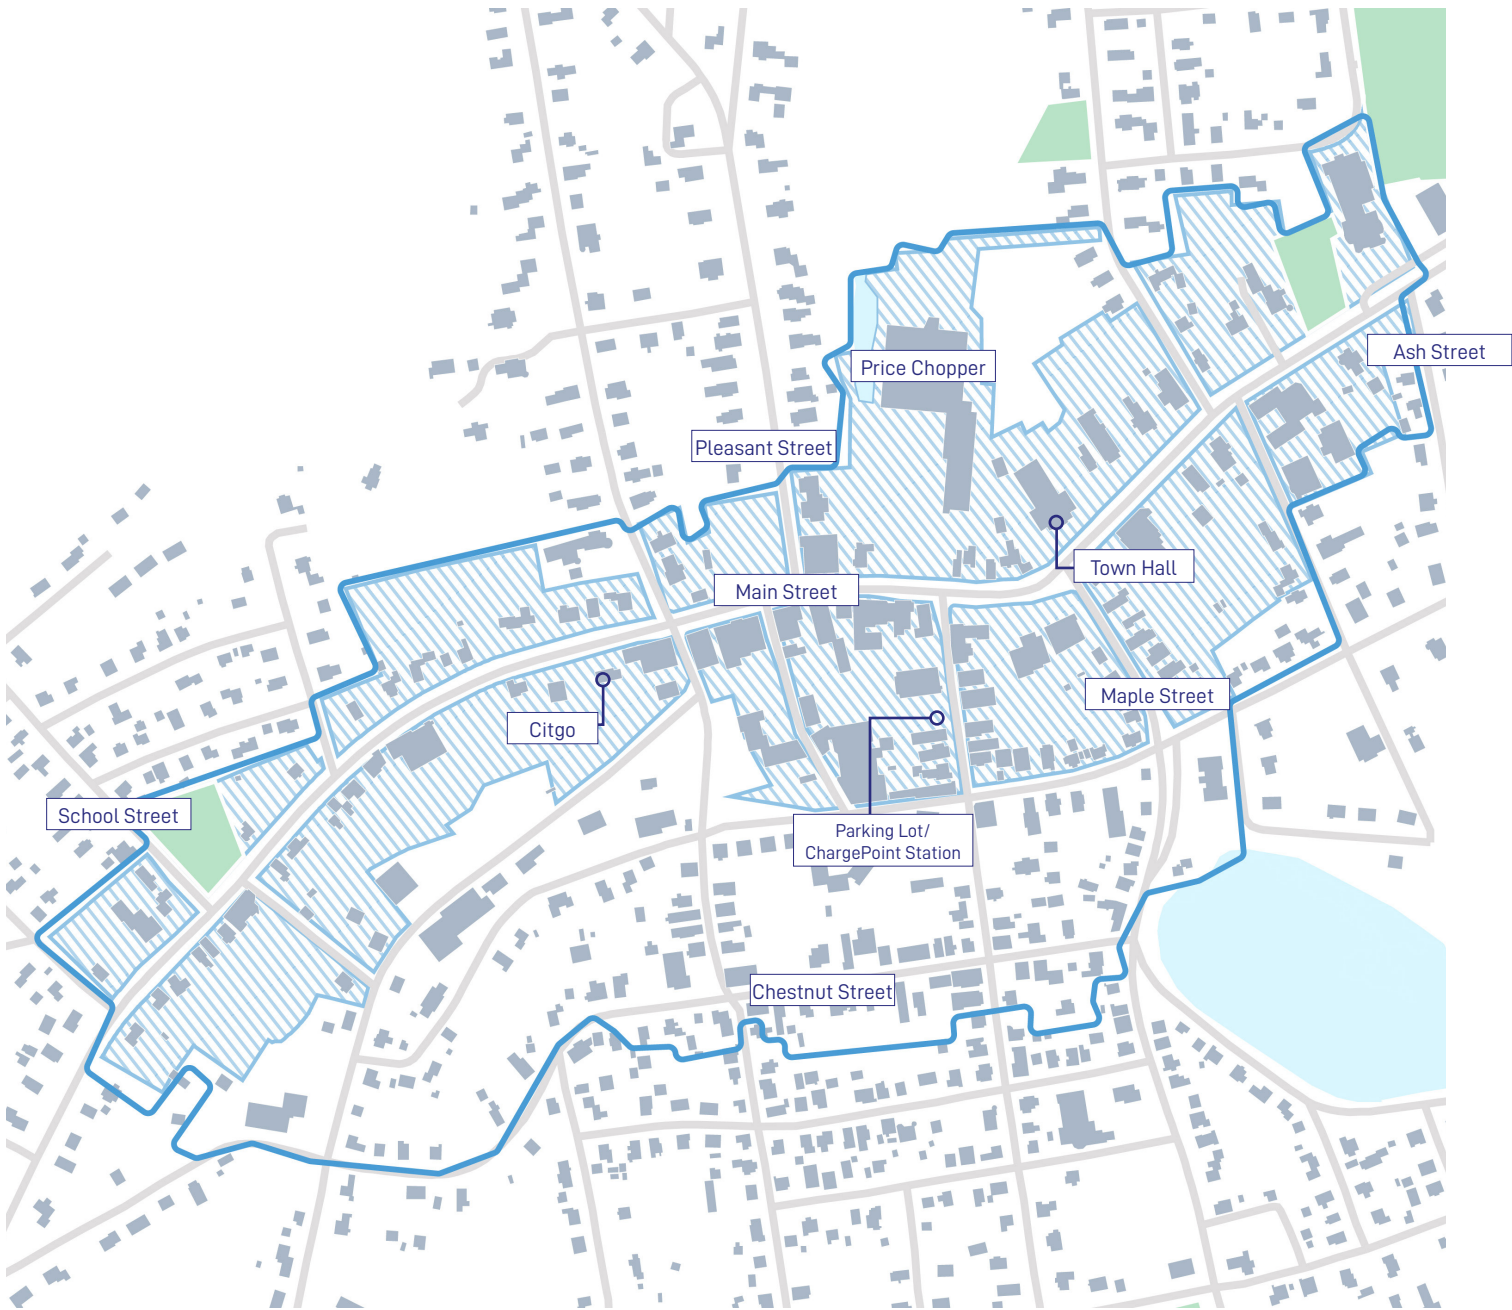 Ash Street
Price Chopper
Pleasant Street
Town Hall
Main Street
Maple Street
Citgo
School Street
Parking Lot/
ChargePoint Station
Chestnut Street